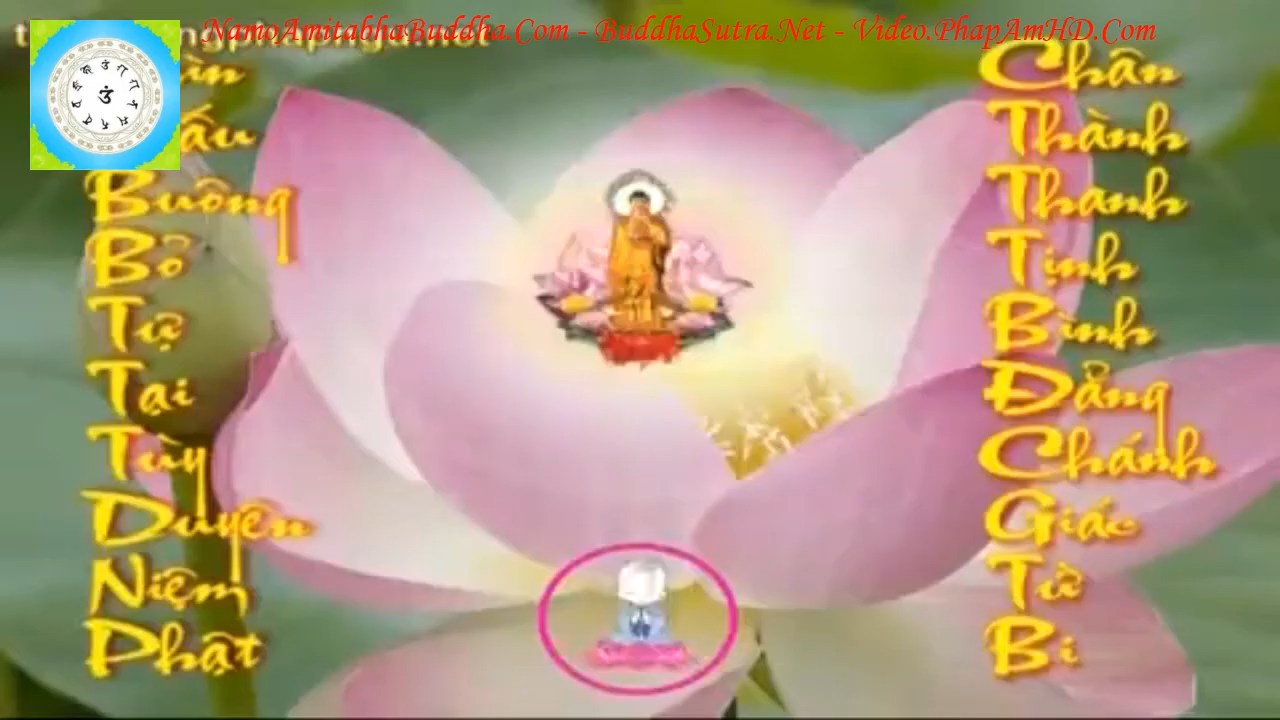 NamoAmitabhaBuddha.Com - BuddhaSutra.Net - Video.PhapAmHD.Com
Buông
Bỏ
Tự
Tại
Tùy
Duyên
Niệm
Phật
Chân
Thành
Thanh
Tịnh
Bình
Đẳng
Chánh
Giác
Từ
Bi